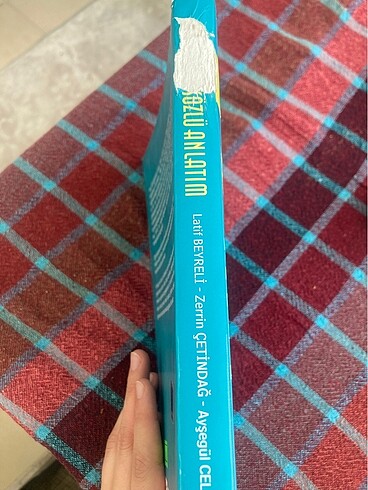 SÖZLÜ ANLATIM
Latif BEYRELİ - Zerrin ÇETİNDAĞ - Ayşegül CEL